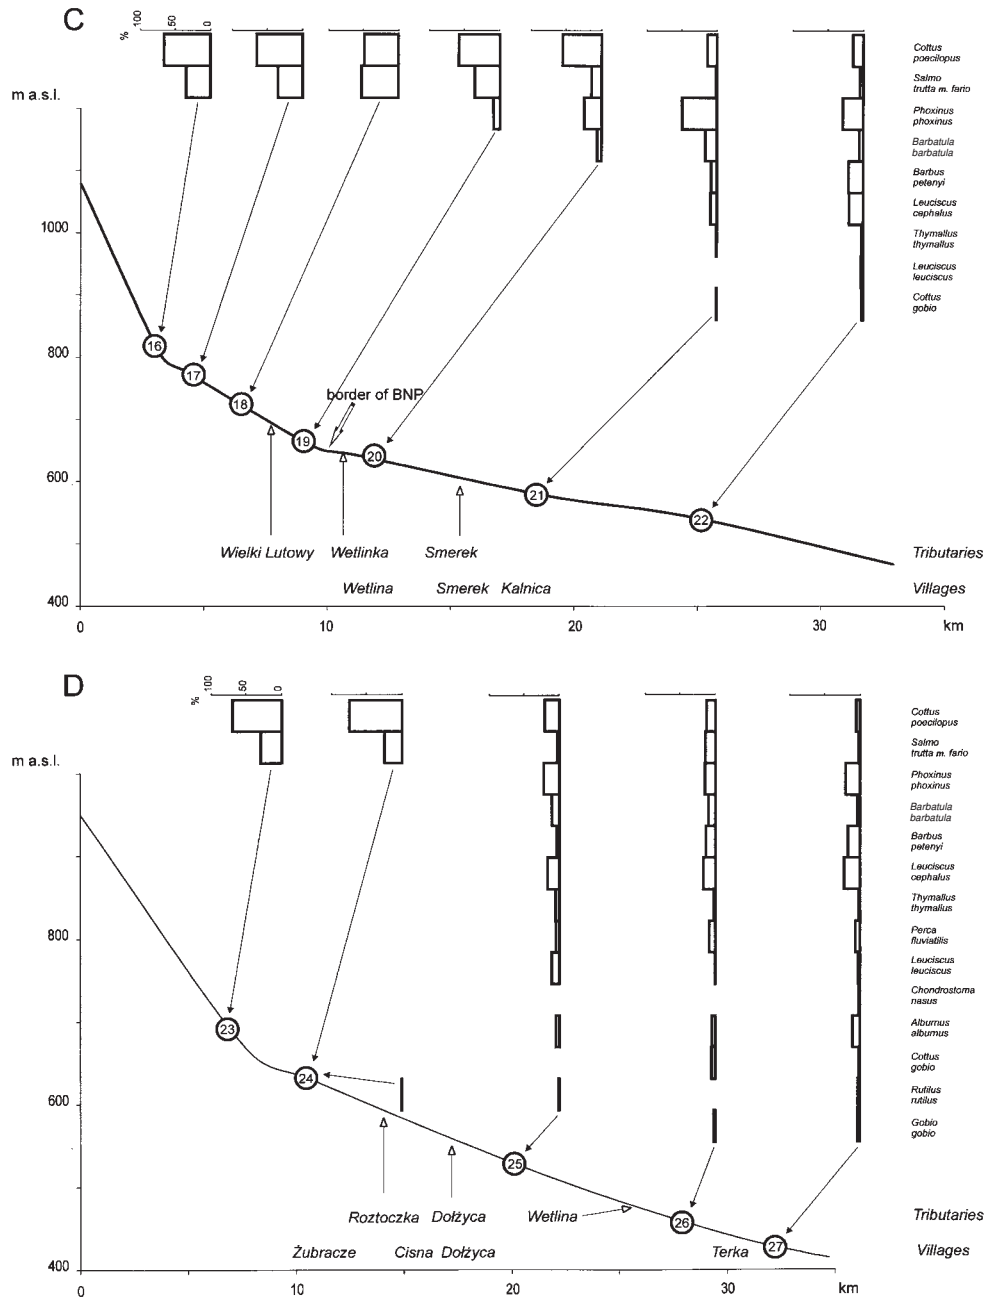 C
% 100 50 0
m a.s.l.
Cottus
poecilopus
Salmo
trutta m. fario
Phoxinus
phoxinus
Barbatula
barbatula
Barbus
petenyi
Leuciscus
cephalus
Thymallus
thymallus
Leuciscus
leuciscus
Cottus
gobio
1000
800
600
400
16
17
18
border of BNP
19
20
21
22
Wielki Lutowy Wetlinka Smerek Tributaries
Wetlina Smerek Kalnica Villages
0 10 20 30 km
D
% 100 50 0
m a.s.l.
Cottus
poecilopus
Salmo
trutta m. fario
Phoxinus
phoxinus
Barbatula
barbatula
Barbus
petenyi
Leuciscus
cephalus
Thymallus
thymallus
Perca
fluviatilis
Leuciscus
leuciscus
Chondrostoma
nasus
Alburnus
alburnus
Cottus
gobio
Rutilus
rutilus
Gobio
gobio
800
600
400
23
24
25
26
27
Roztoczka Dołżyca Wetlina Tributaries
Żubracze Cisna Dołżyca Terka Villages
0 10 20 30 km